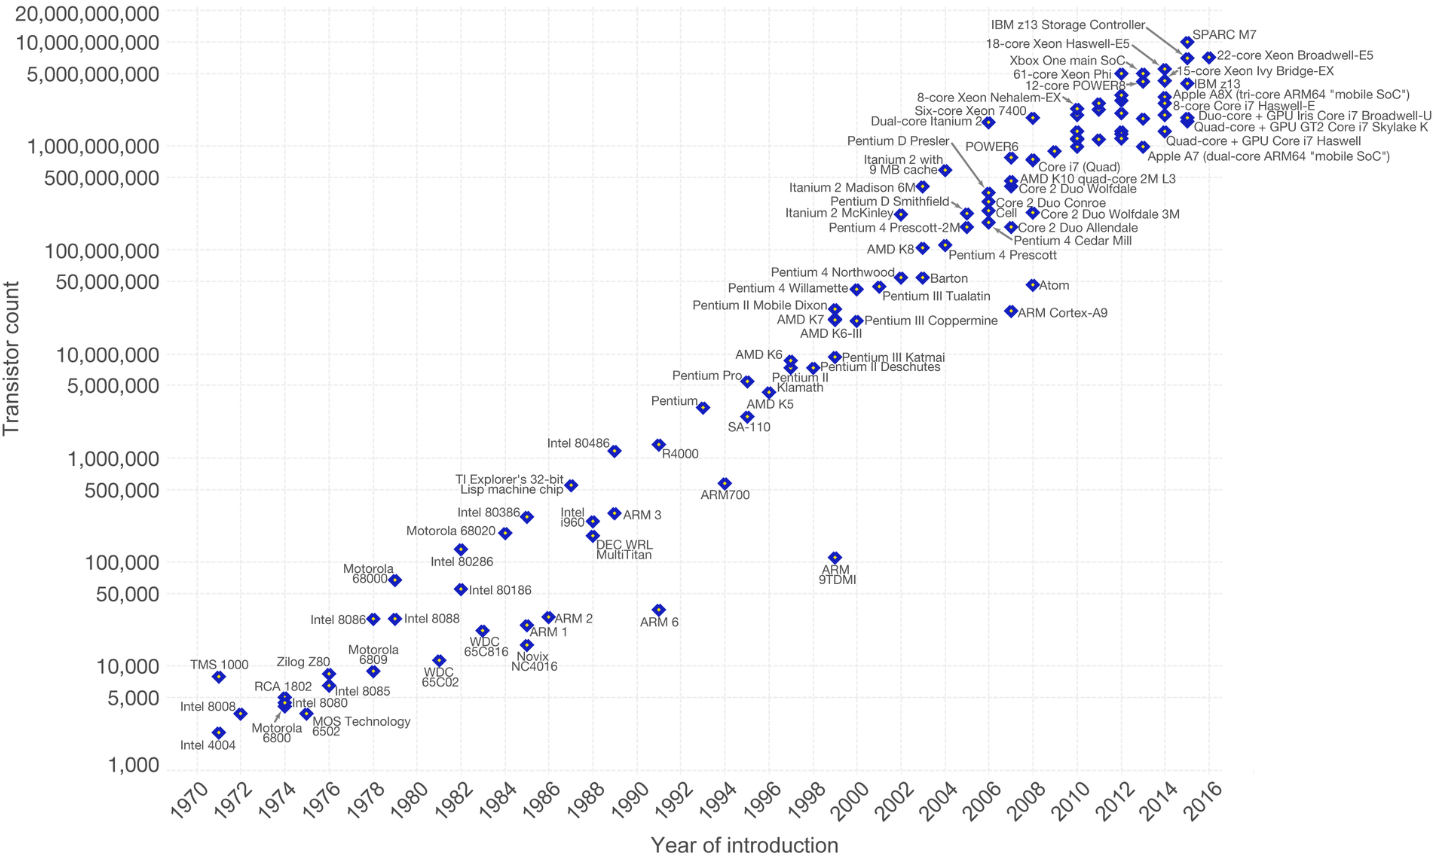 20,000,000,000
10,000,000,000
5,000,000,000
1,000,000,000
500,000,000
100,000,000
50,000,000
10,000,000
5,000,000
1,000,000
500,000
100,000
50,000
10,000
5,000
1,000
Transistor count
IBM z13 Storage Controller
SPARC M7
18-core Xeon Haswell-E5
22-core Xeon Broadwell-E5
Xbox One main SoC
15-core Xeon Ivy Bridge-EX
61-core Xeon Phi
12-core POWER8
IBM z13
Apple A8X (tri-core ARM64 "mobile SoC")
8-core Xeon Nehalem-EX
8-core Core i7 Haswell-E
Six-core Xeon 7400
Duo-core + GPU Iris Core i7 Broadwell-U
Dual-core Itanium 2
Quad-core + GPU GT2 Core i7 Skylake K
Pentium D Presler
Quad-core + GPU Core i7 Haswell
POWER6
Apple A7 (dual-core ARM64 "mobile SoC")
Itanium 2 with
9 MB cache
Core i7 (Quad)
AMD K10 quad-core 2M L3
Itanium 2 Madison 6M
Core 2 Duo Wolfdale
Pentium D Smithfield
Core 2 Duo Conroe
Itanium 2 McKinley
Cell
Core 2 Duo Wolfdale 3M
Pentium 4 Prescott-2M
Core 2 Duo Allendale
Pentium 4 Cedar Mill
AMD K8
Pentium 4 Prescott
Pentium 4 Northwood
Barton
Atom
Pentium 4 Willamette
Pentium III Tualatin
Pentium II Mobile Dixon
ARM Cortex-A9
AMD K7
Pentium III Coppermine
AMD K6-III
AMD K6
Pentium III Katmai
Pentium II Deschutes
Pentium Pro
Pentium II
Klamath
Pentium
AMD K5
SA-110
Intel 80486
R4000
TI Explorer's 32-bit
Lisp machine chip
ARM700
Intel 80386
Intel
i960
ARM 3
Motorola 68020
DEC WRL
MultiTitan
Intel 80286
Motorola
68000
ARM
9TDMI
Intel 80186
Intel 8086
Intel 8088
ARM 2
ARM 6
ARM 1
WDC
65C816
Novix
NC4016
Motorola
6809
TMS 1000
Zilog Z80
WDC
65C02
RCA 1802
Intel 8085
Intel 8008
Intel 8080
Motorola
6800
MOS Technology
6502
Intel 4004
1970
1972
1974
1976
1978
1980
1982
1984
1986
1988
1990
1992
1994
1996
1998
2000
2002
2004
2006
2008
2010
2012
2014
2016
Year of introduction